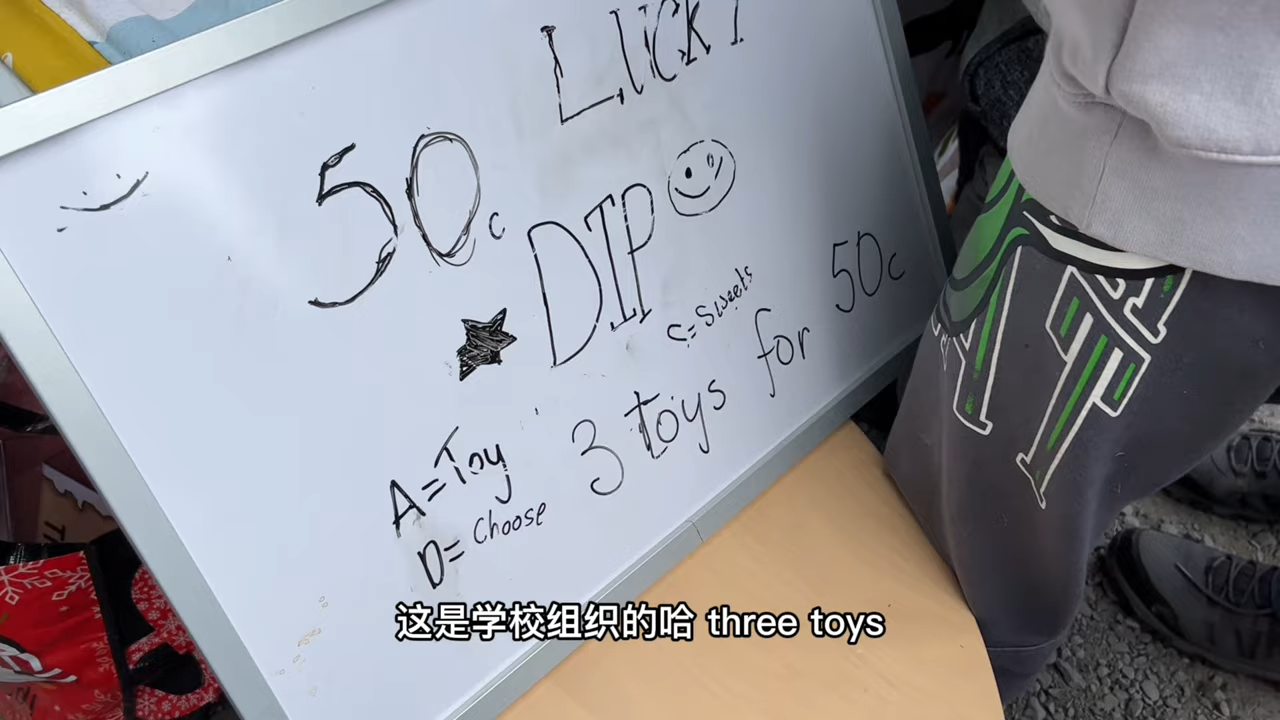 LUCKY
50c
DIP
C= Sweets
3 toys for 50c
A=Toy
D= Choose
这是学校组织的哈 three toys